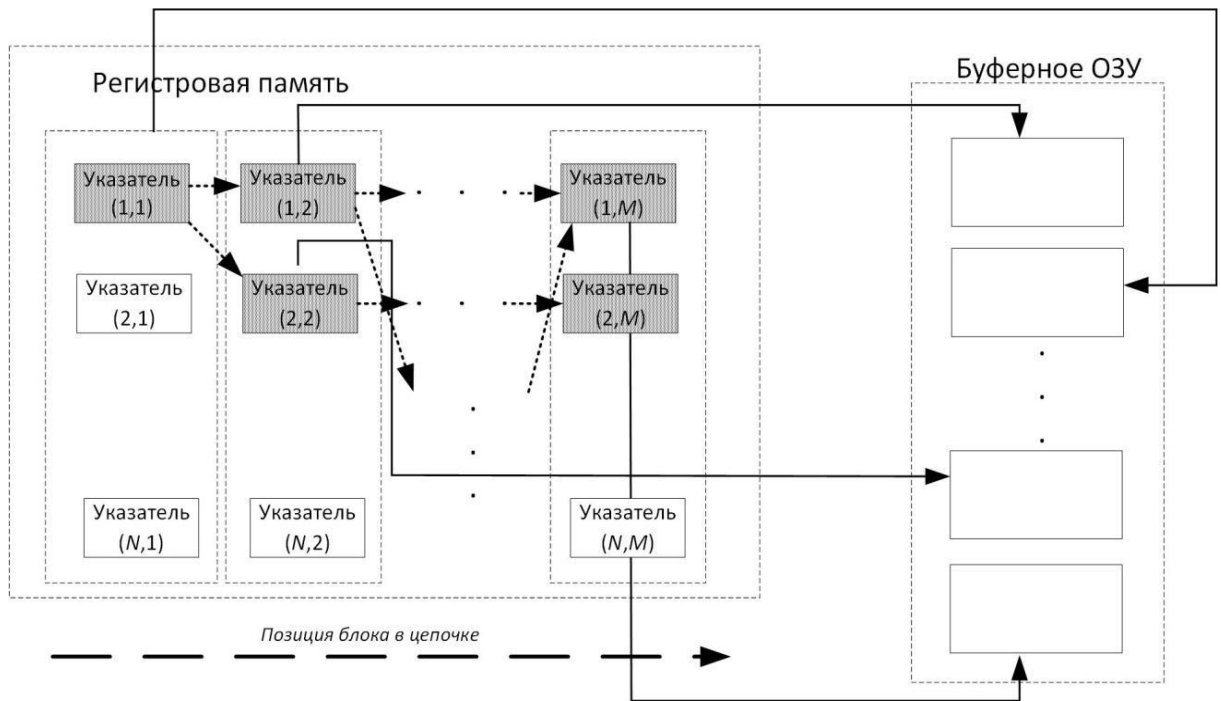 Регистровая память
Буферное ОЗУ
Указатель
(1,1)
Указатель
(1,2)
Указатель
(1,M)
Указатель
(2,1)
Указатель
(2,2)
Указатель
(2,M)
Указатель
(N,1)
Указатель
(N,2)
Указатель
(N,M)
Позиция блока в цепочке